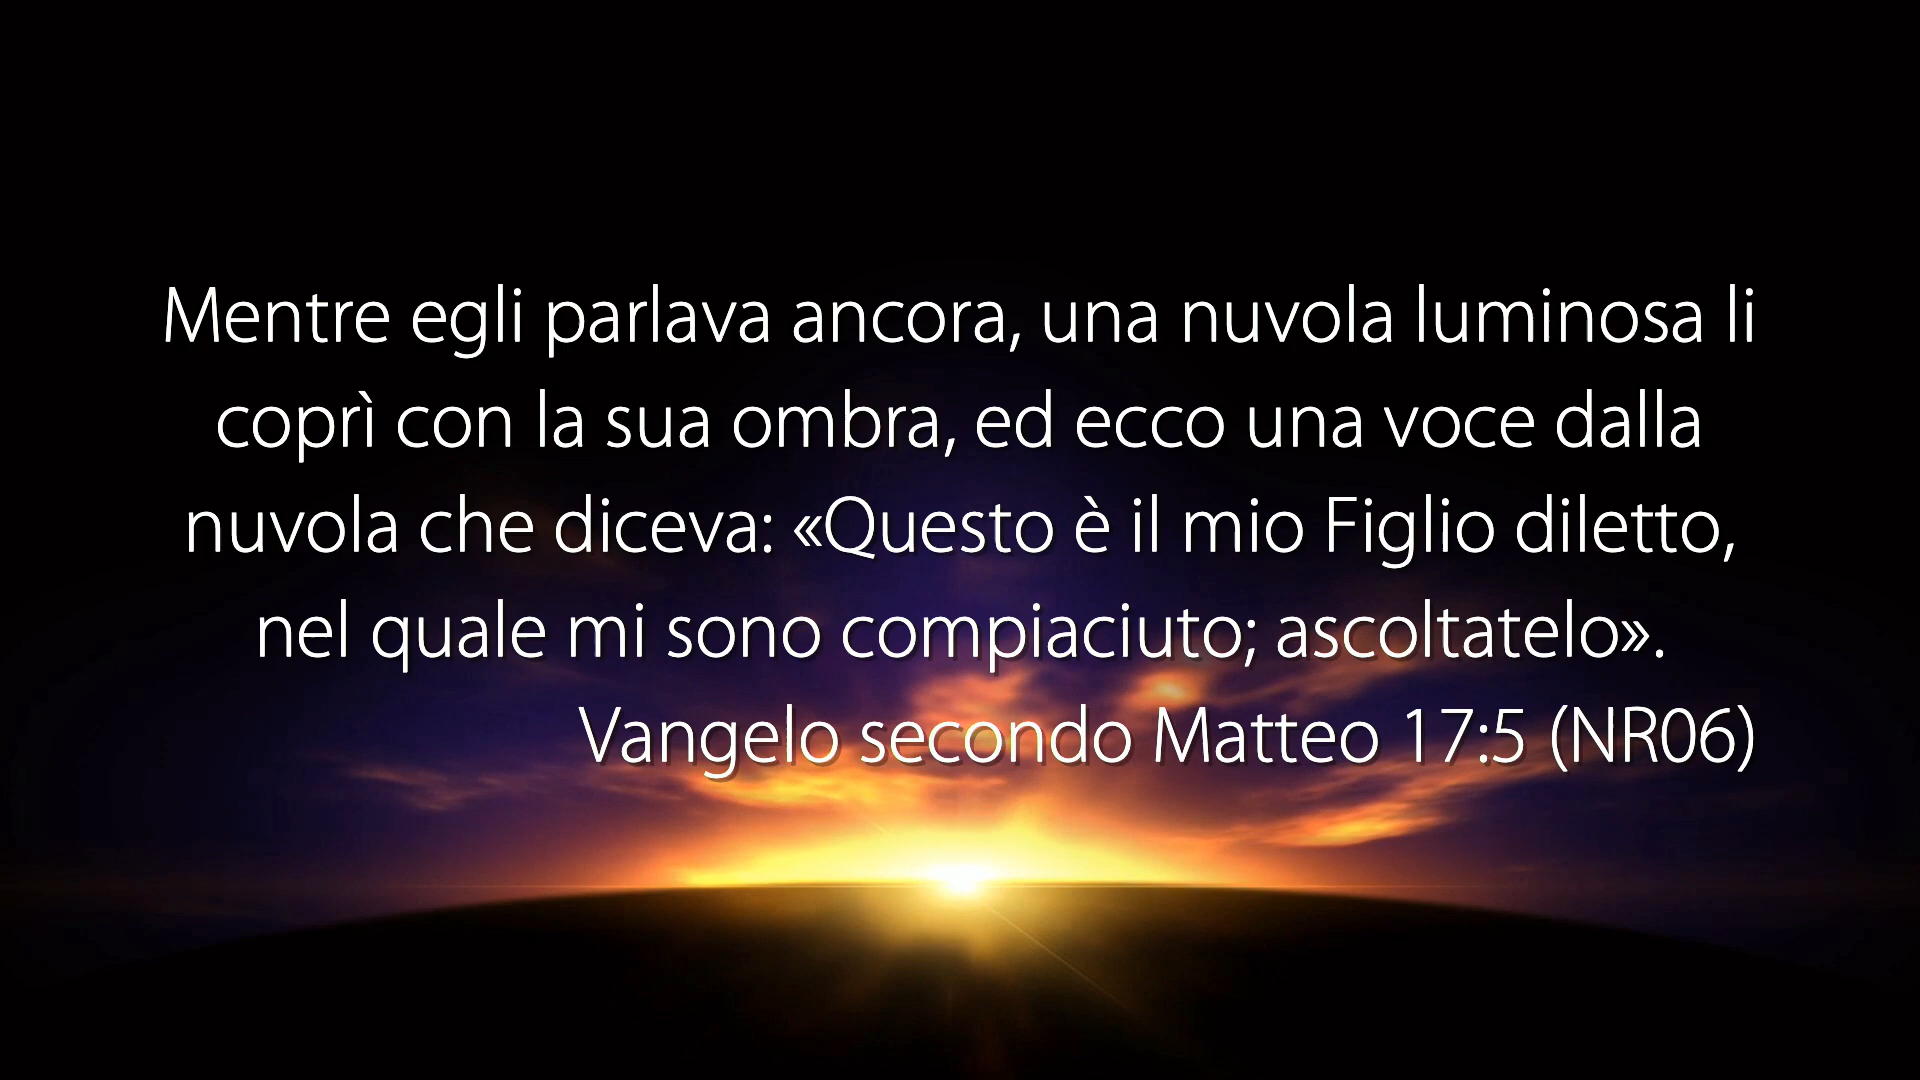 Mentre egli parlava ancora, una nuvola luminosa li
coprì con la sua ombra, ed ecco una voce dalla
nuvola che diceva: «Questo è il mio Figlio diletto,
nel quale mi sono compiaciuto; ascoltatelo».
Vangelo secondo Matteo 17:5 (NR06)